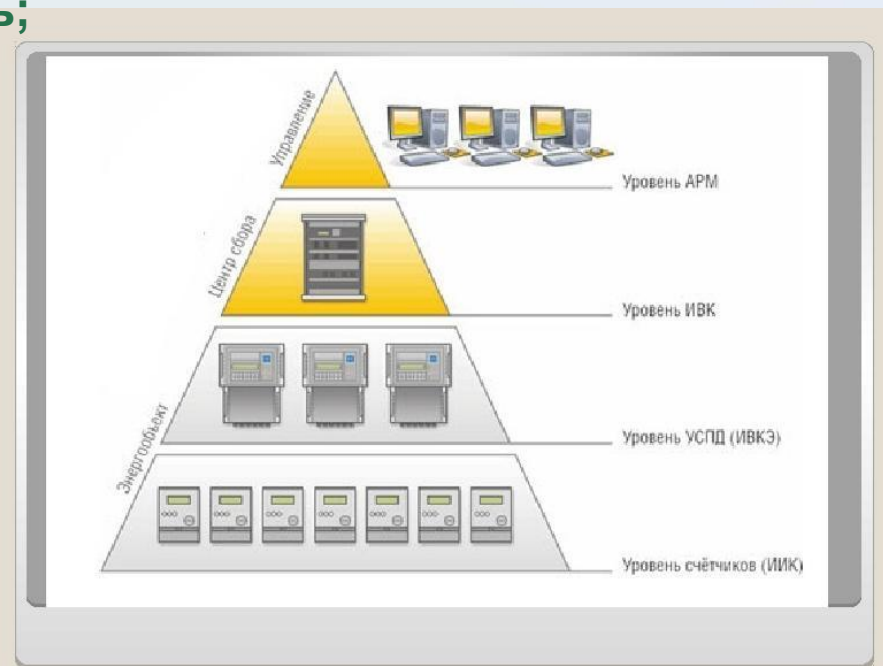 ь;
Управление
Уровень АРМ
Центр сбора
Уровень ИВК
Энергообъект
Уровень УСПД (ИВКЭ)
Уровень счётчиков (ИИК)